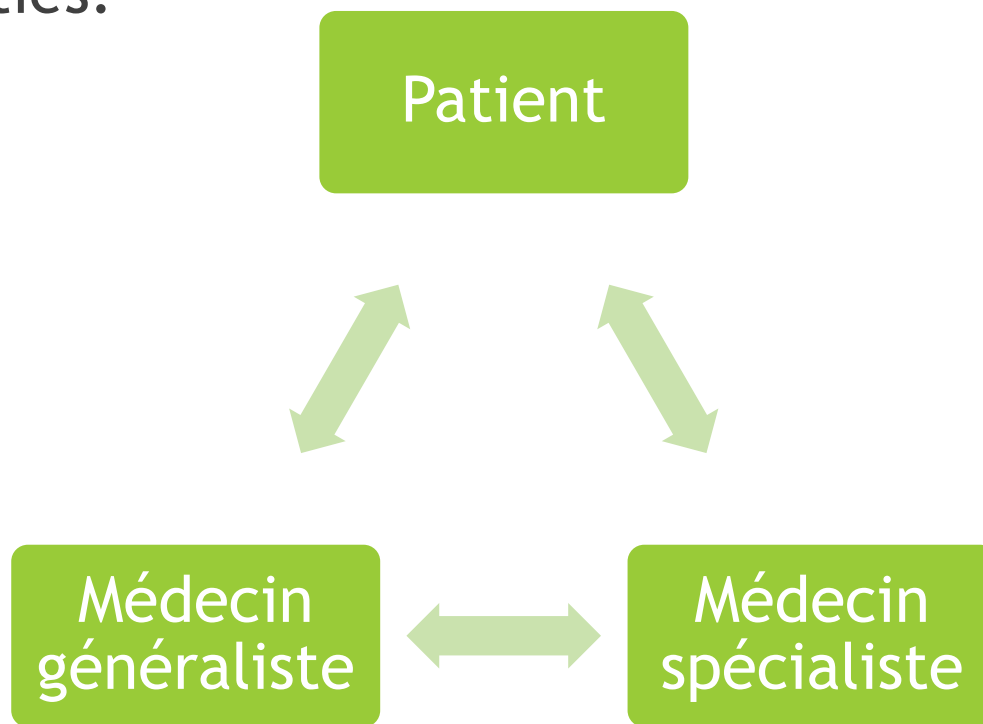 Patient
Médecin
généraliste
Médecin
spécialiste